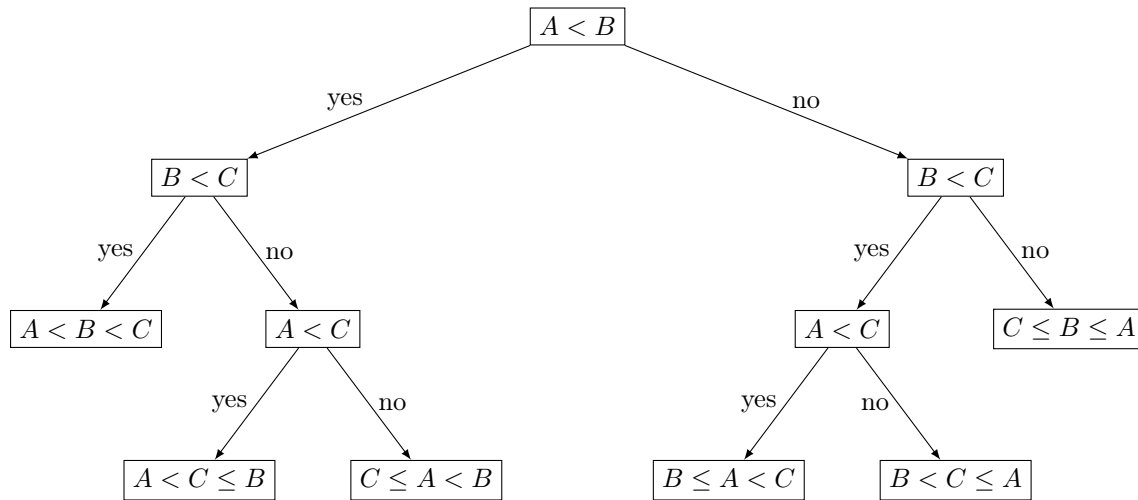 A < B
yes
no
B < C
B < C
yes
no
yes
no
A < B < C
A < C
A < C
C ≤ B ≤ A
yes
no
yes
no
A < C ≤ B
C ≤ A < B
B ≤ A < C
B < C ≤ A